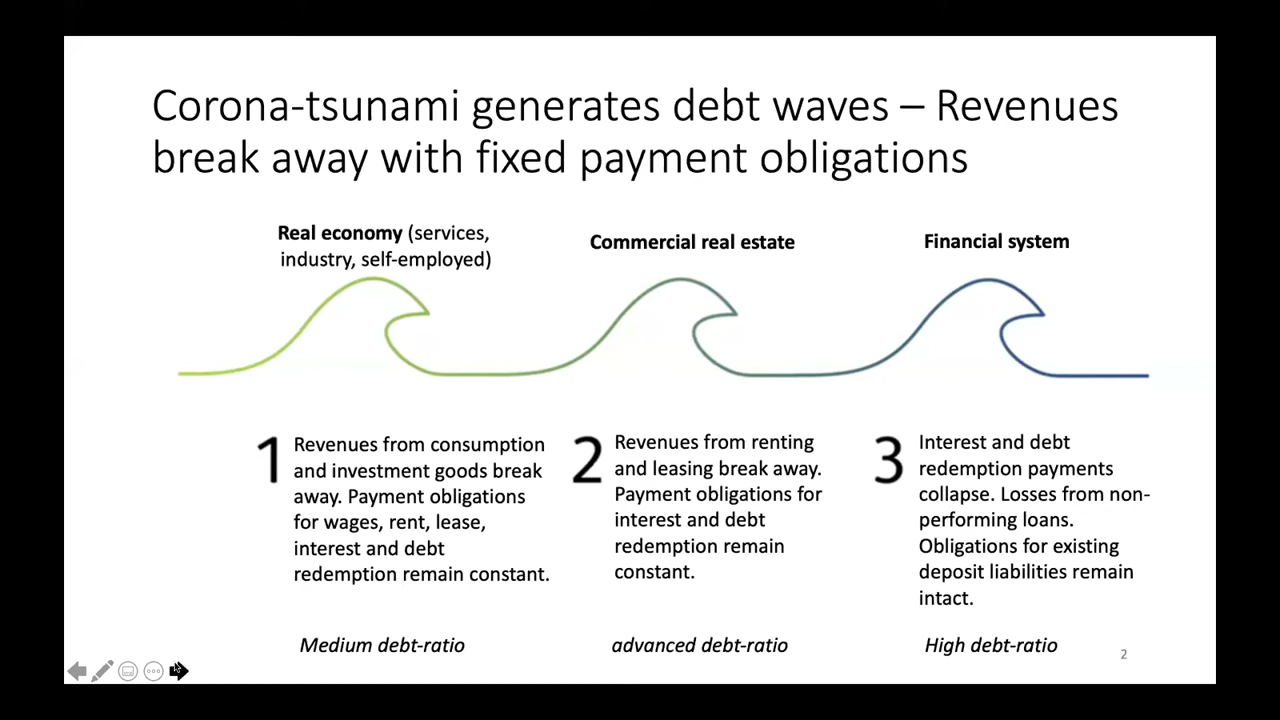 Corona-tsunami generates debt waves – Revenues
break away with fixed payment obligations
Real economy (services,
industry, self-employed)
Commercial real estate
Financial system
1
Revenues from consumption
and investment goods break
away. Payment obligations
for wages, rent, lease,
interest and debt
redemption remain constant.
2
Revenues from renting
and leasing break away.
Payment obligations for
interest and debt
redemption remain
constant.
3
Interest and debt
redemption payments
collapse. Losses from non-
performing loans.
Obligations for existing
deposit liabilities remain
intact.
Medium debt-ratio
advanced debt-ratio
High debt-ratio
2